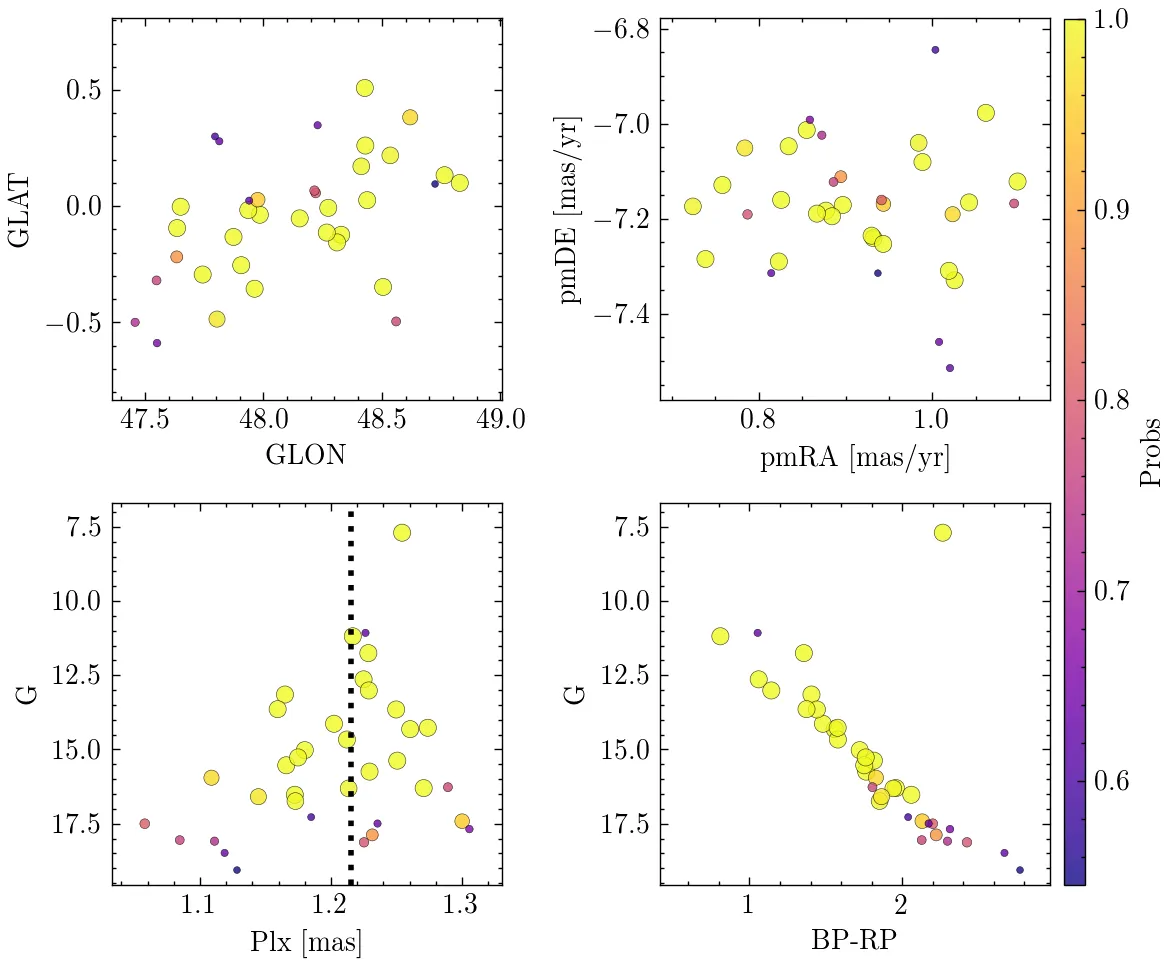 0.5
0.0
−0.5
GLAT
47.5 48.0 48.5 49.0
GLON
−6.8
−7.0
−7.2
−7.4
pmDE [mas/yr]
0.8 1.0
pmRA [mas/yr]
1.0
0.9
0.8
0.7
0.6
Probs
7.5
10.0
12.5
15.0
17.5
G
1.1 1.2 1.3
Plx [mas]
7.5
10.0
12.5
15.0
17.5
G
1 2
BP-RP